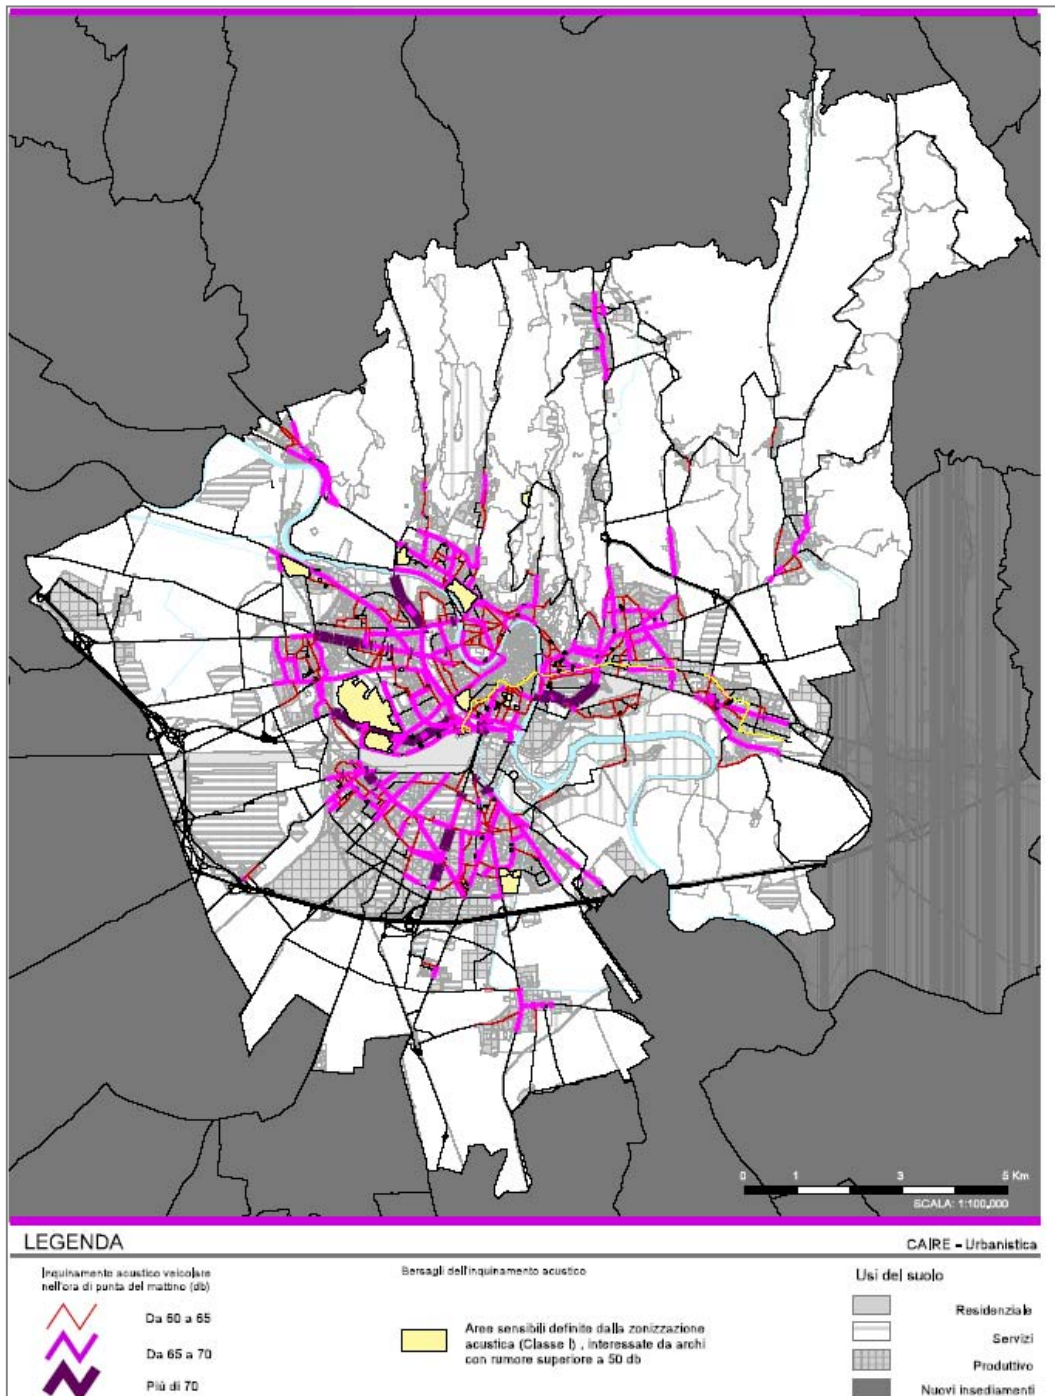 0 1 3 5 Km
SCALA: 1:100,000
LEGENDA
CAIRE - Urbanistica
Inquinamento acustico veicolare
nell'ora di punta del mattino (db)
Da 60 a 65
Da 65 a 70
Più di 70
Bersagli dell'inquinamento acustico
Aree sensibili definite dalla zonizzazione
acustica (Classe I) , interessate da archi
con rumore superiore a 50 db
Usi del suolo
Residenziale
Servizi
Produttivo
Nuovi insediamenti